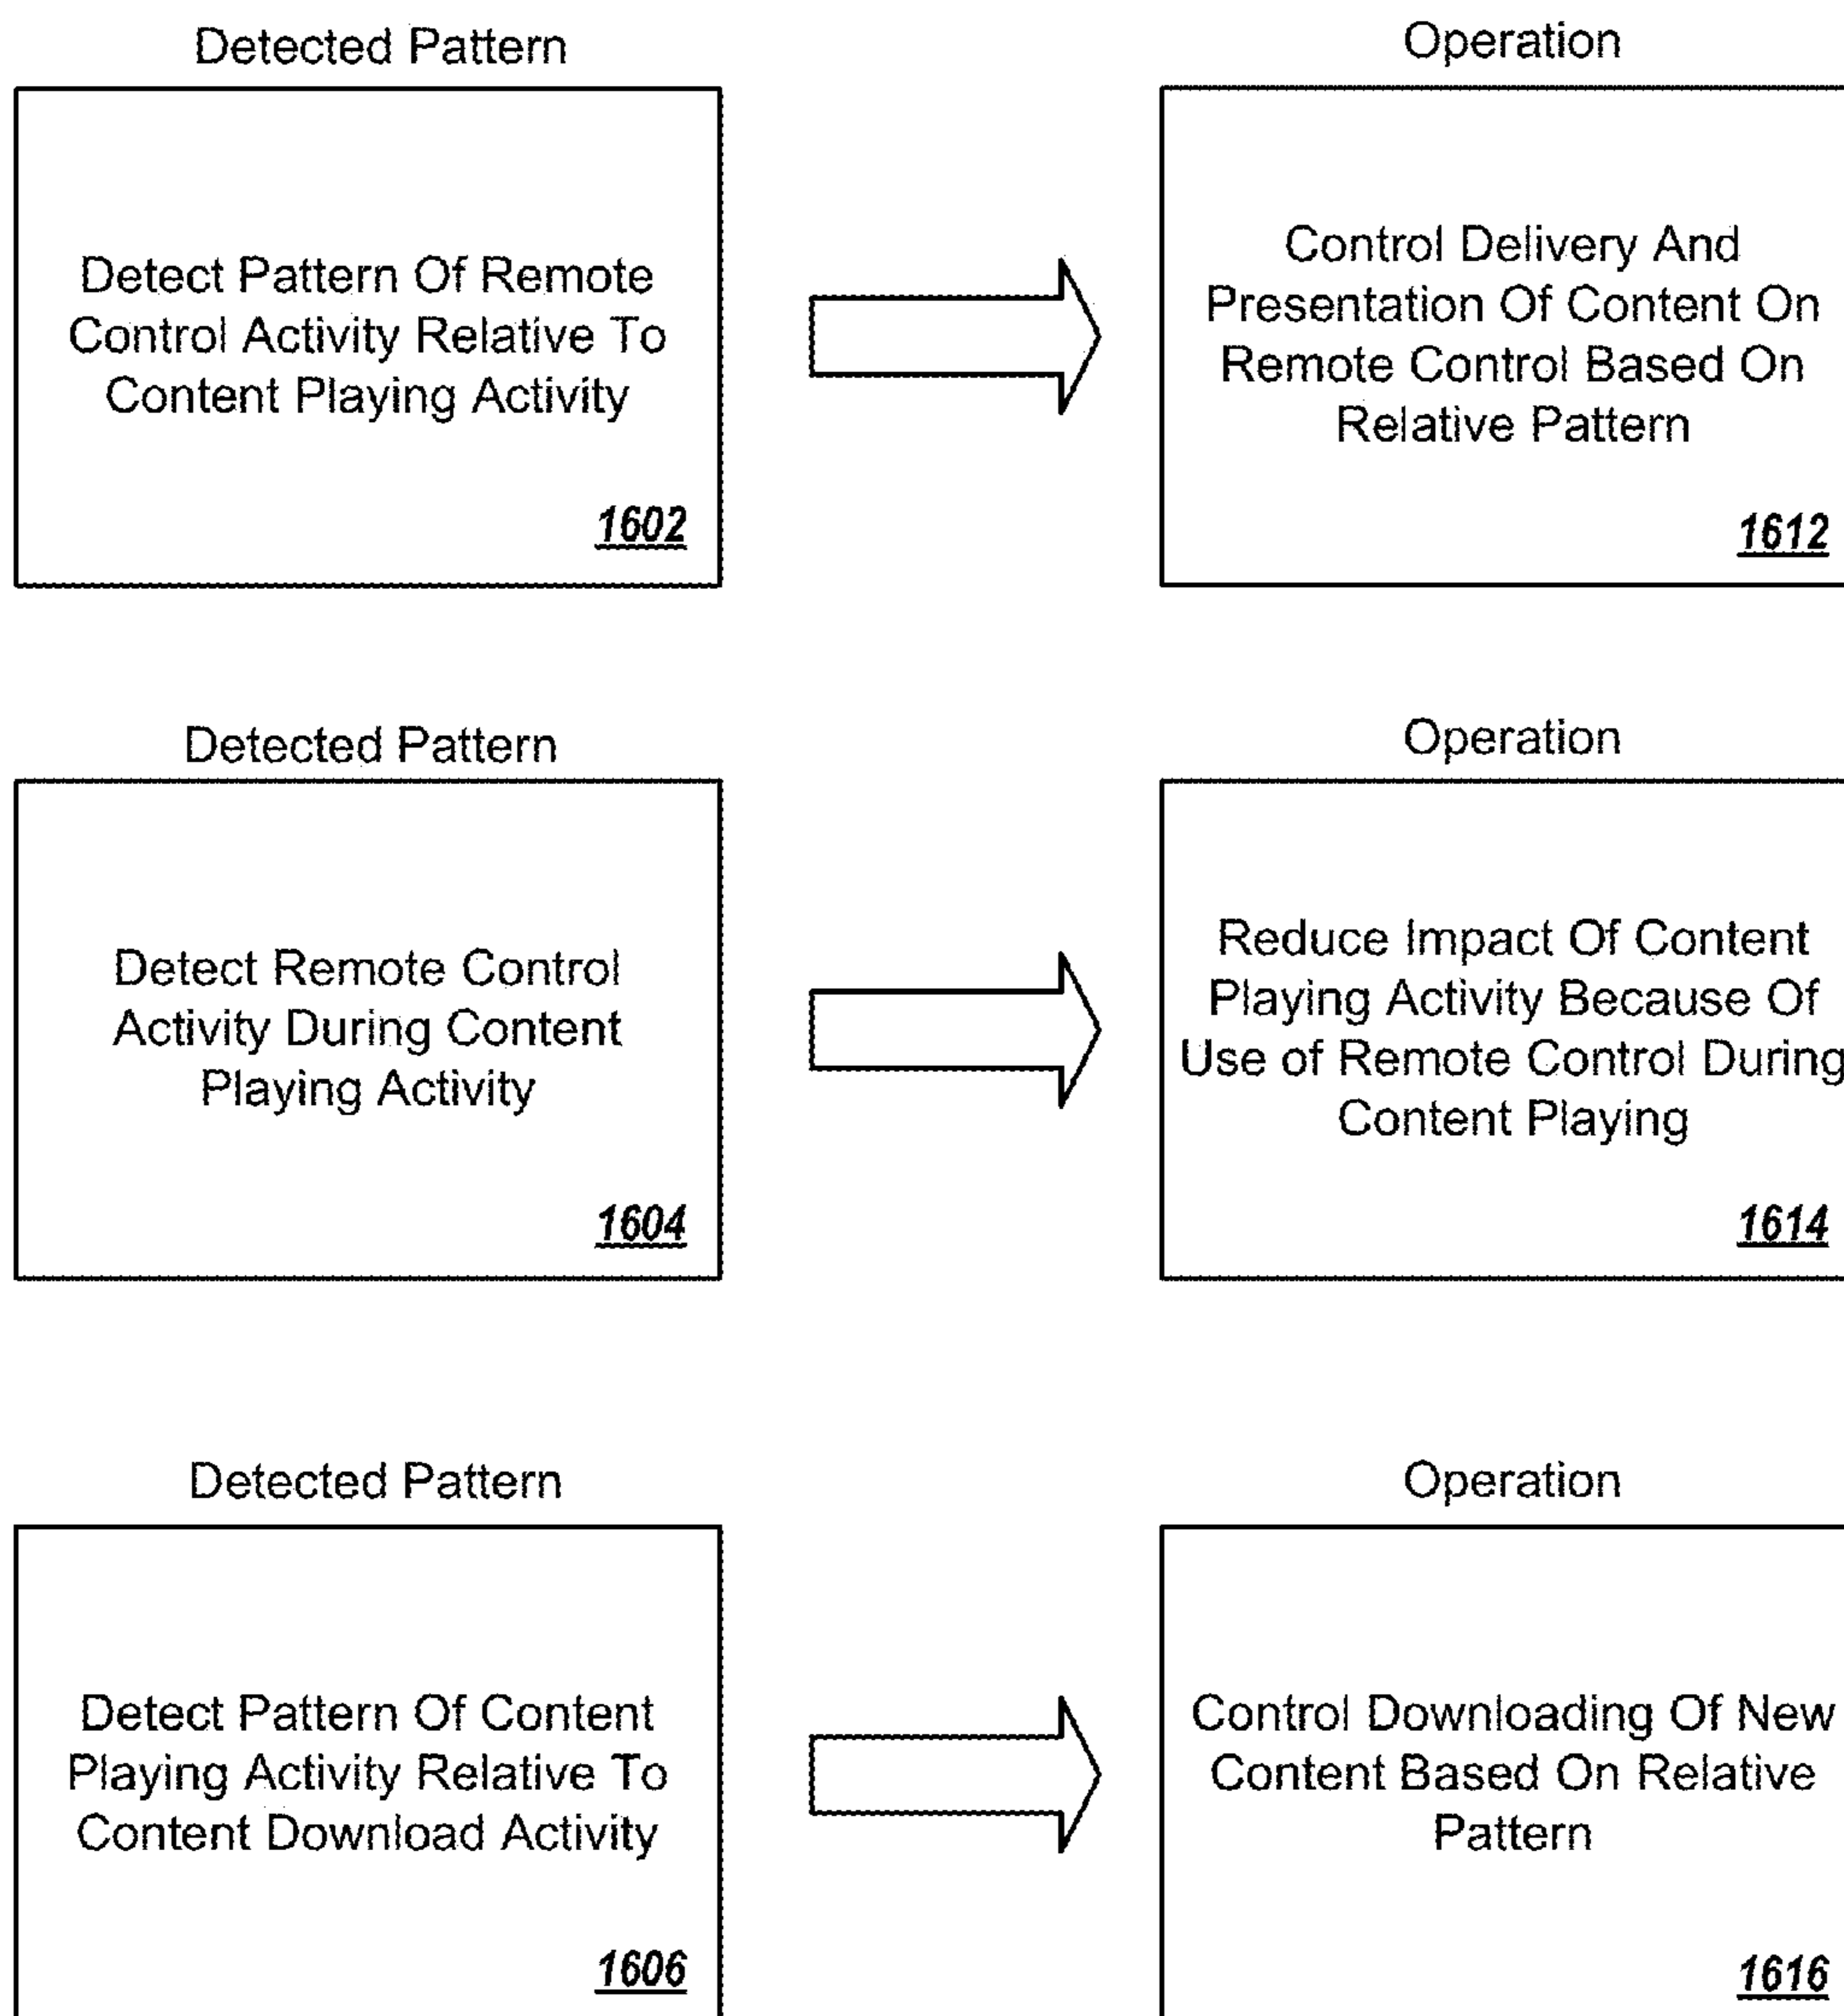 Detected Pattern
Detect Pattern Of Remote
Control Activity Relative To
Content Playing Activity
1602
Operation
Control Delivery And
Presentation Of Content On
Remote Control Based On
Relative Pattern
1612
Detected Pattern
Detect Remote Control
Activity During Content
Playing Activity
1604
Operation
Reduce Impact Of Content
Playing Activity Because Of
Use of Remote Control During
Content Playing
1614
Detected Pattern
Detect Pattern Of Content
Playing Activity Relative To
Content Download Activity
1606
Operation
Control Downloading Of New
Content Based On Relative
Pattern
1616